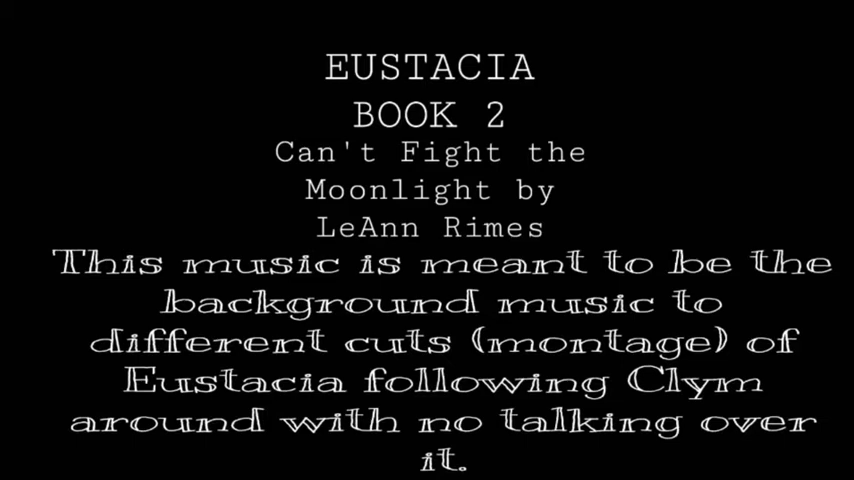 EUSTACIA
BOOK 2
Can't Fight the
Moonlight by
LeAnn Rimes
This music is meant to be the
background music to
different cuts (montage) of
Eustacia following Clym
around with no talking over
it.